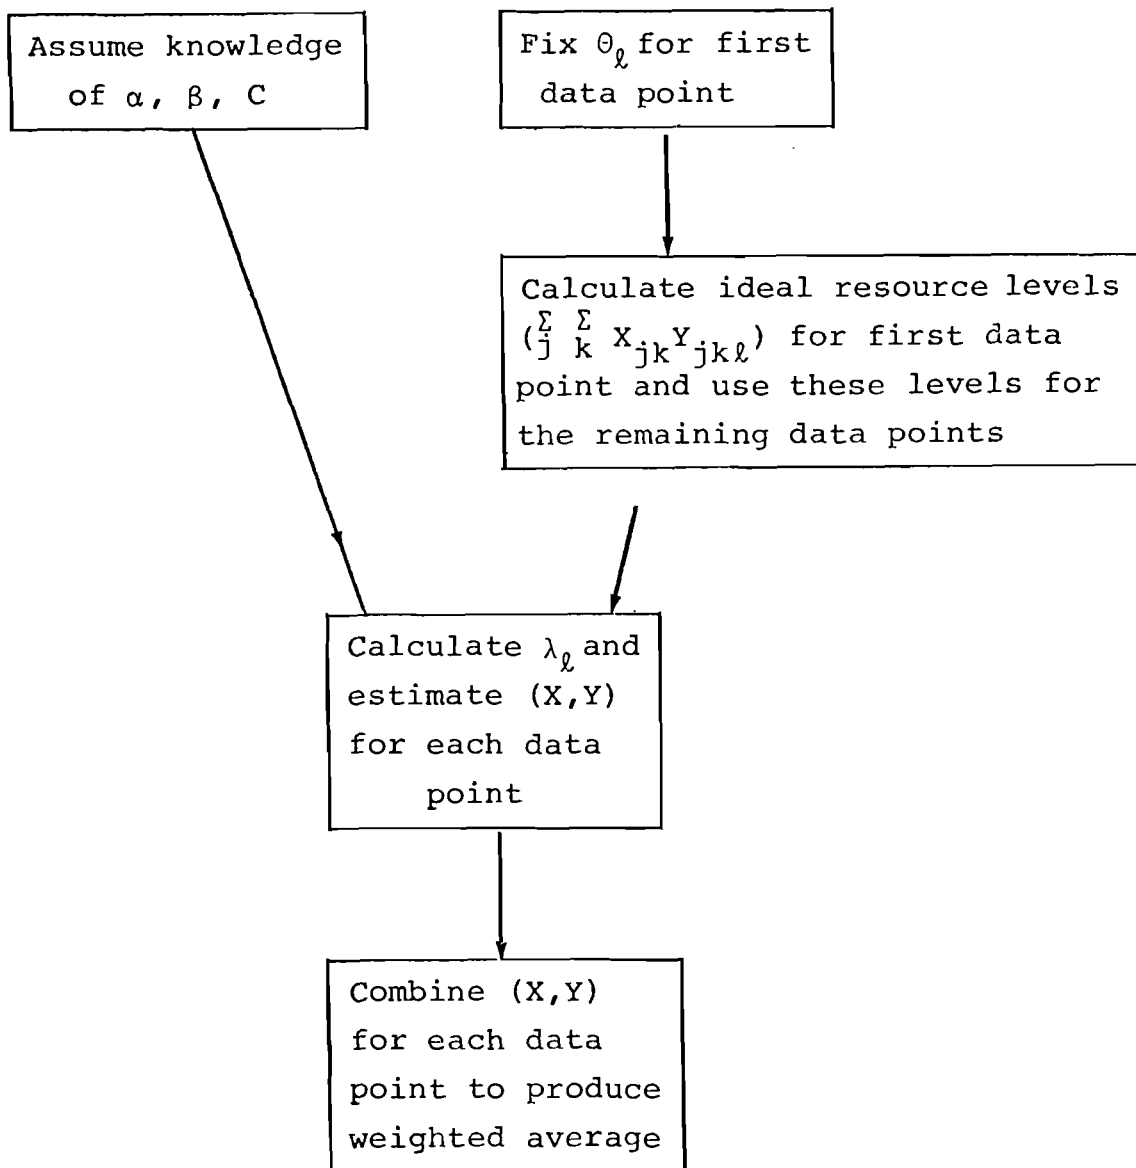 Assume knowledge
of α, β, C
Fix Θℓ for first
data point
Calculate ideal resource levels
(Σj Σk XjkYjkℓ) for first data
point and use these levels for
the remaining data points
Calculate λℓ and
estimate (X,Y)
for each data
point
Combine (X,Y)
for each data
point to produce
weighted average